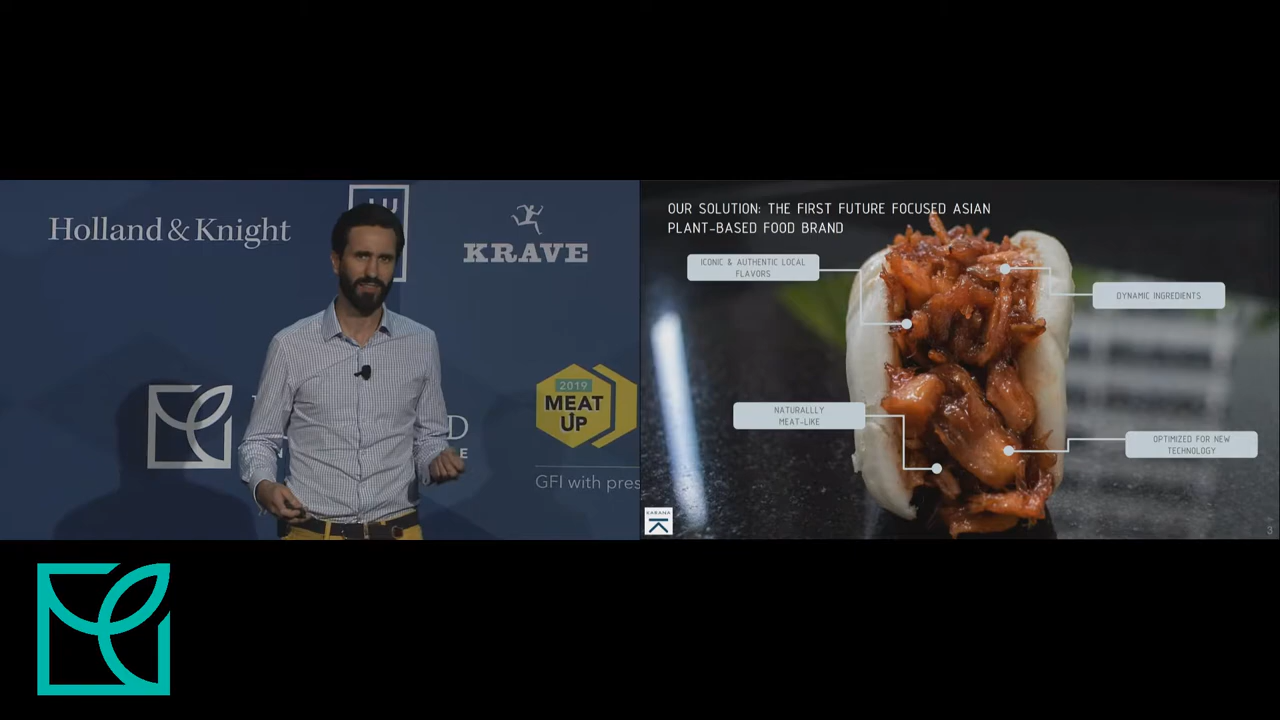 Holland & Knight
KRAVE
2019
MEAT
UP
GFI with pres
OUR SOLUTION: THE FIRST FUTURE FOCUSED ASIAN
PLANT-BASED FOOD BRAND
ICONIC & AUTHENTIC LOCAL
FLAVORS
DYNAMIC INGREDIENTS
NATURALLLY
MEAT-LIKE
OPTIMIZED FOR NEW
TECHNOLOGY
KARANA
3